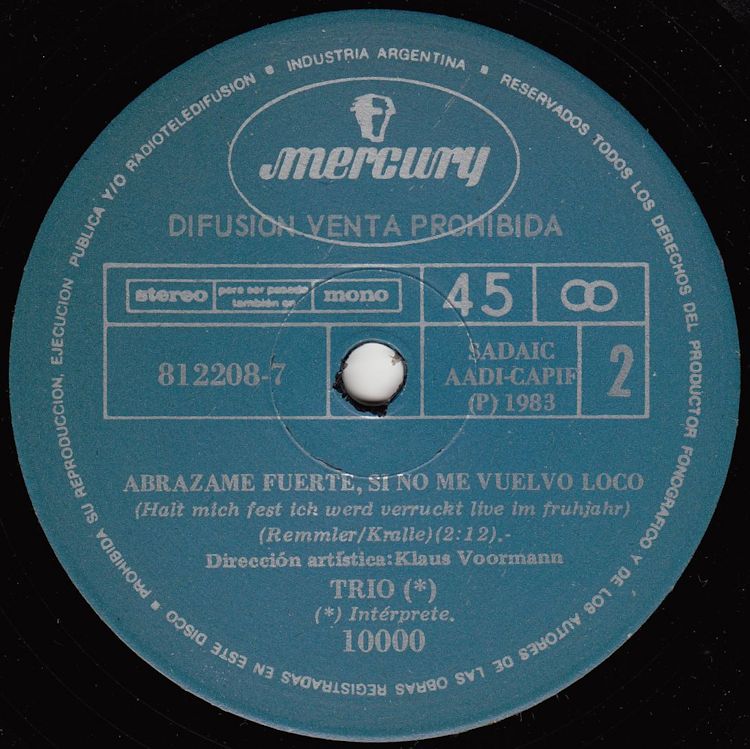 INDUSTRIA ARGENTINA ■ RESERVADOS TODOS LOS DERECHOS DEL PRODUCTOR FONOGRAFICO Y DE LOS AUTORES DE LAS OBRAS REGISTRADAS EN ESTE DISCO ■ PROHIBIDA SU REPRODUCCION, EJECUCION PUBLICA Y/O RADIOTELEDIFUSION ■
mercury
DIFUSION VENTA PROHIBIDA
stereo para ser pasado también en mono 45
812208-7
SADAIC
AADI-CAPIF
(P) 1983
2
ABRAZAME FUERTE, SI NO ME VUELVO LOCO
(Halt mich fest ich werd verruckt live im fruhjahr)
(Remmler/Kralle)(2:12).-
Dirección artística:Klaus Voormann
TRIO (*)
(*) Intérprete.
10000